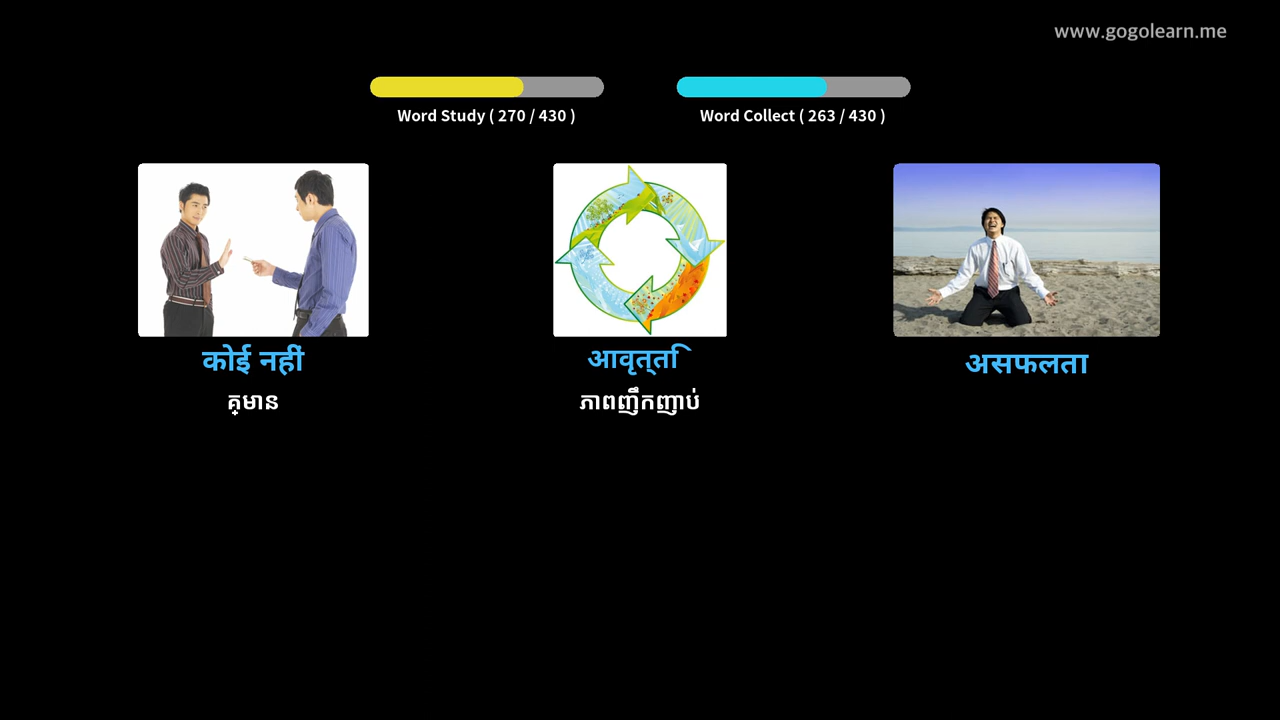 www.gogolearn.me
Word Study ( 270 / 430 )
Word Collect ( 263 / 430 )
कोई नहीं
आवृत्ति
असफलता
គ្មាន
ភាពញឹកញាប់